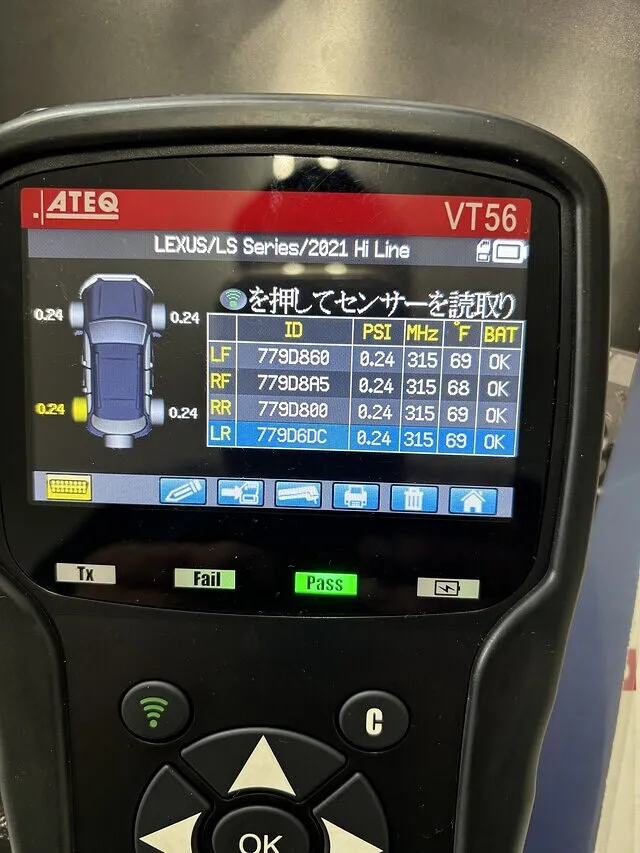 ATEQ
VT56
LEXUS/LS Series/2021 Hi Line
を押してセンサーを読取り
0.24 0.24
0.24 0.24
ID PSI MHz °F BAT
LF 779D860 0.24 315 69 OK
RF 779D8A5 0.24 315 68 OK
RR 779D800 0.24 315 69 OK
LR 779D6DC 0.24 315 69 OK
Tx Fail Pass
C
OK